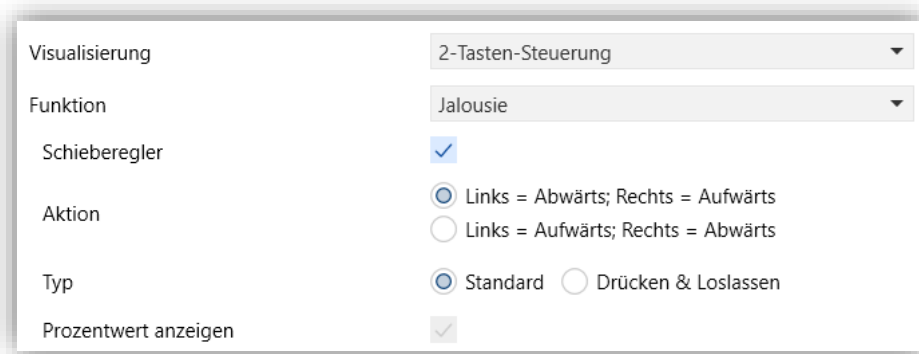 Visualisierung 2-Tasten-Steuerung
Funktion Jalousie
Schieberegler
Aktion Links = Abwärts; Rechts = Aufwärts
Links = Aufwärts; Rechts = Abwärts
Typ Standard Drücken & Loslassen
Prozentwert anzeigen